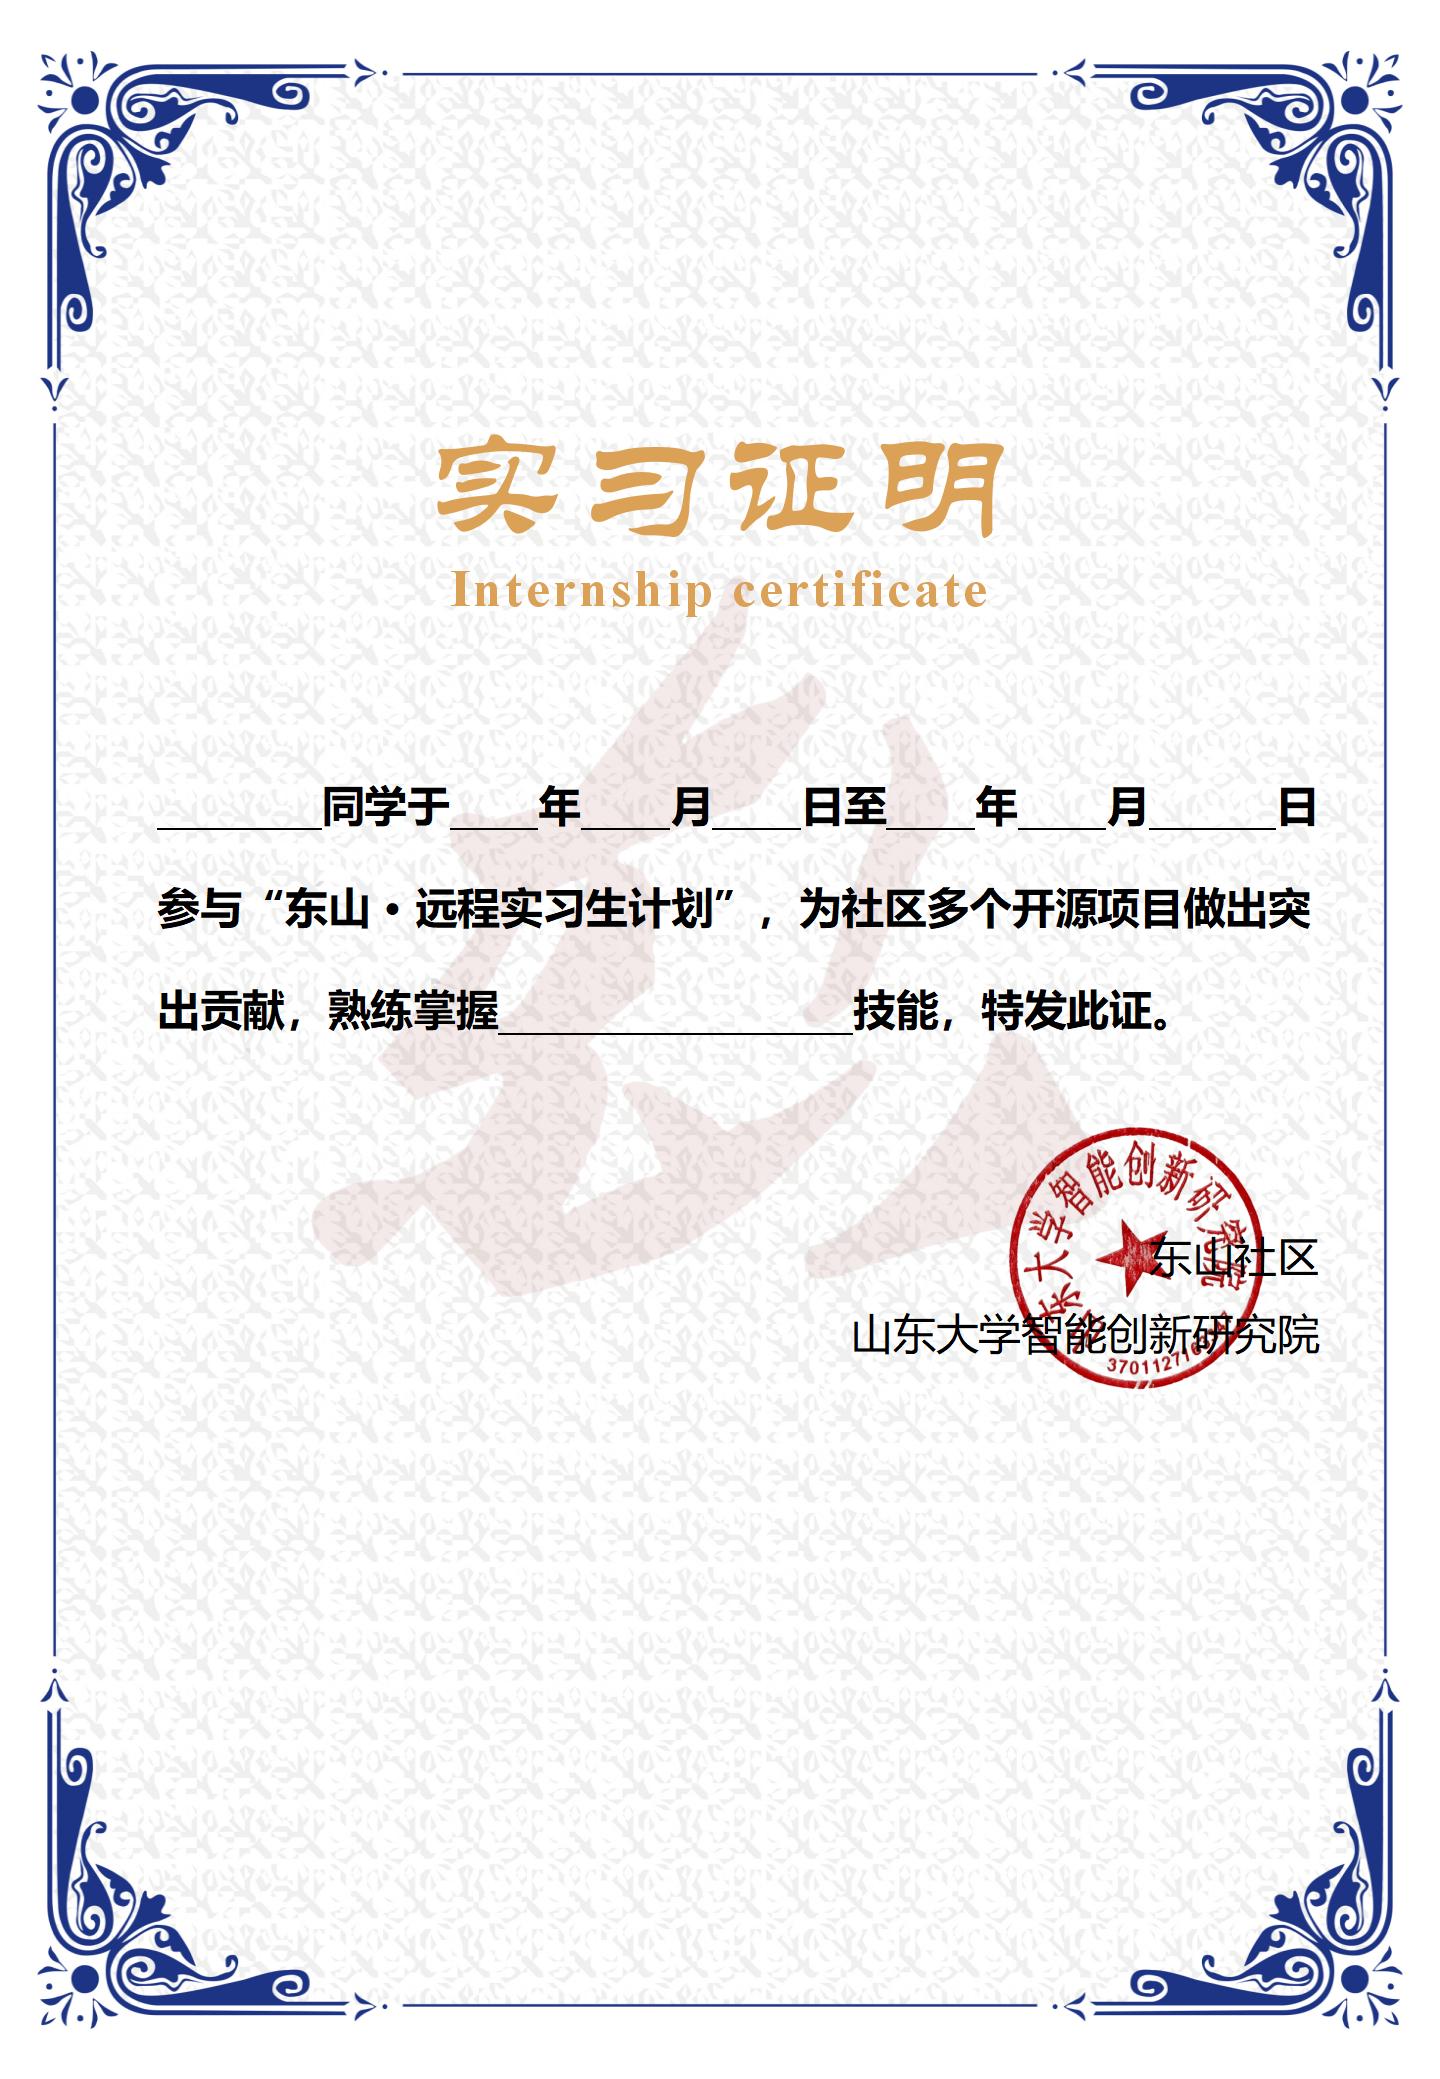 实习证明
Internship certificate
________同学于____年____月____日至____年____月______日
参与“东山·远程实习生计划”，为社区多个开源项目做出突
出贡献，熟练掌握________________技能，特发此证。
东山社区
山东大学智能创新研究院
山东大学智能创新研究院